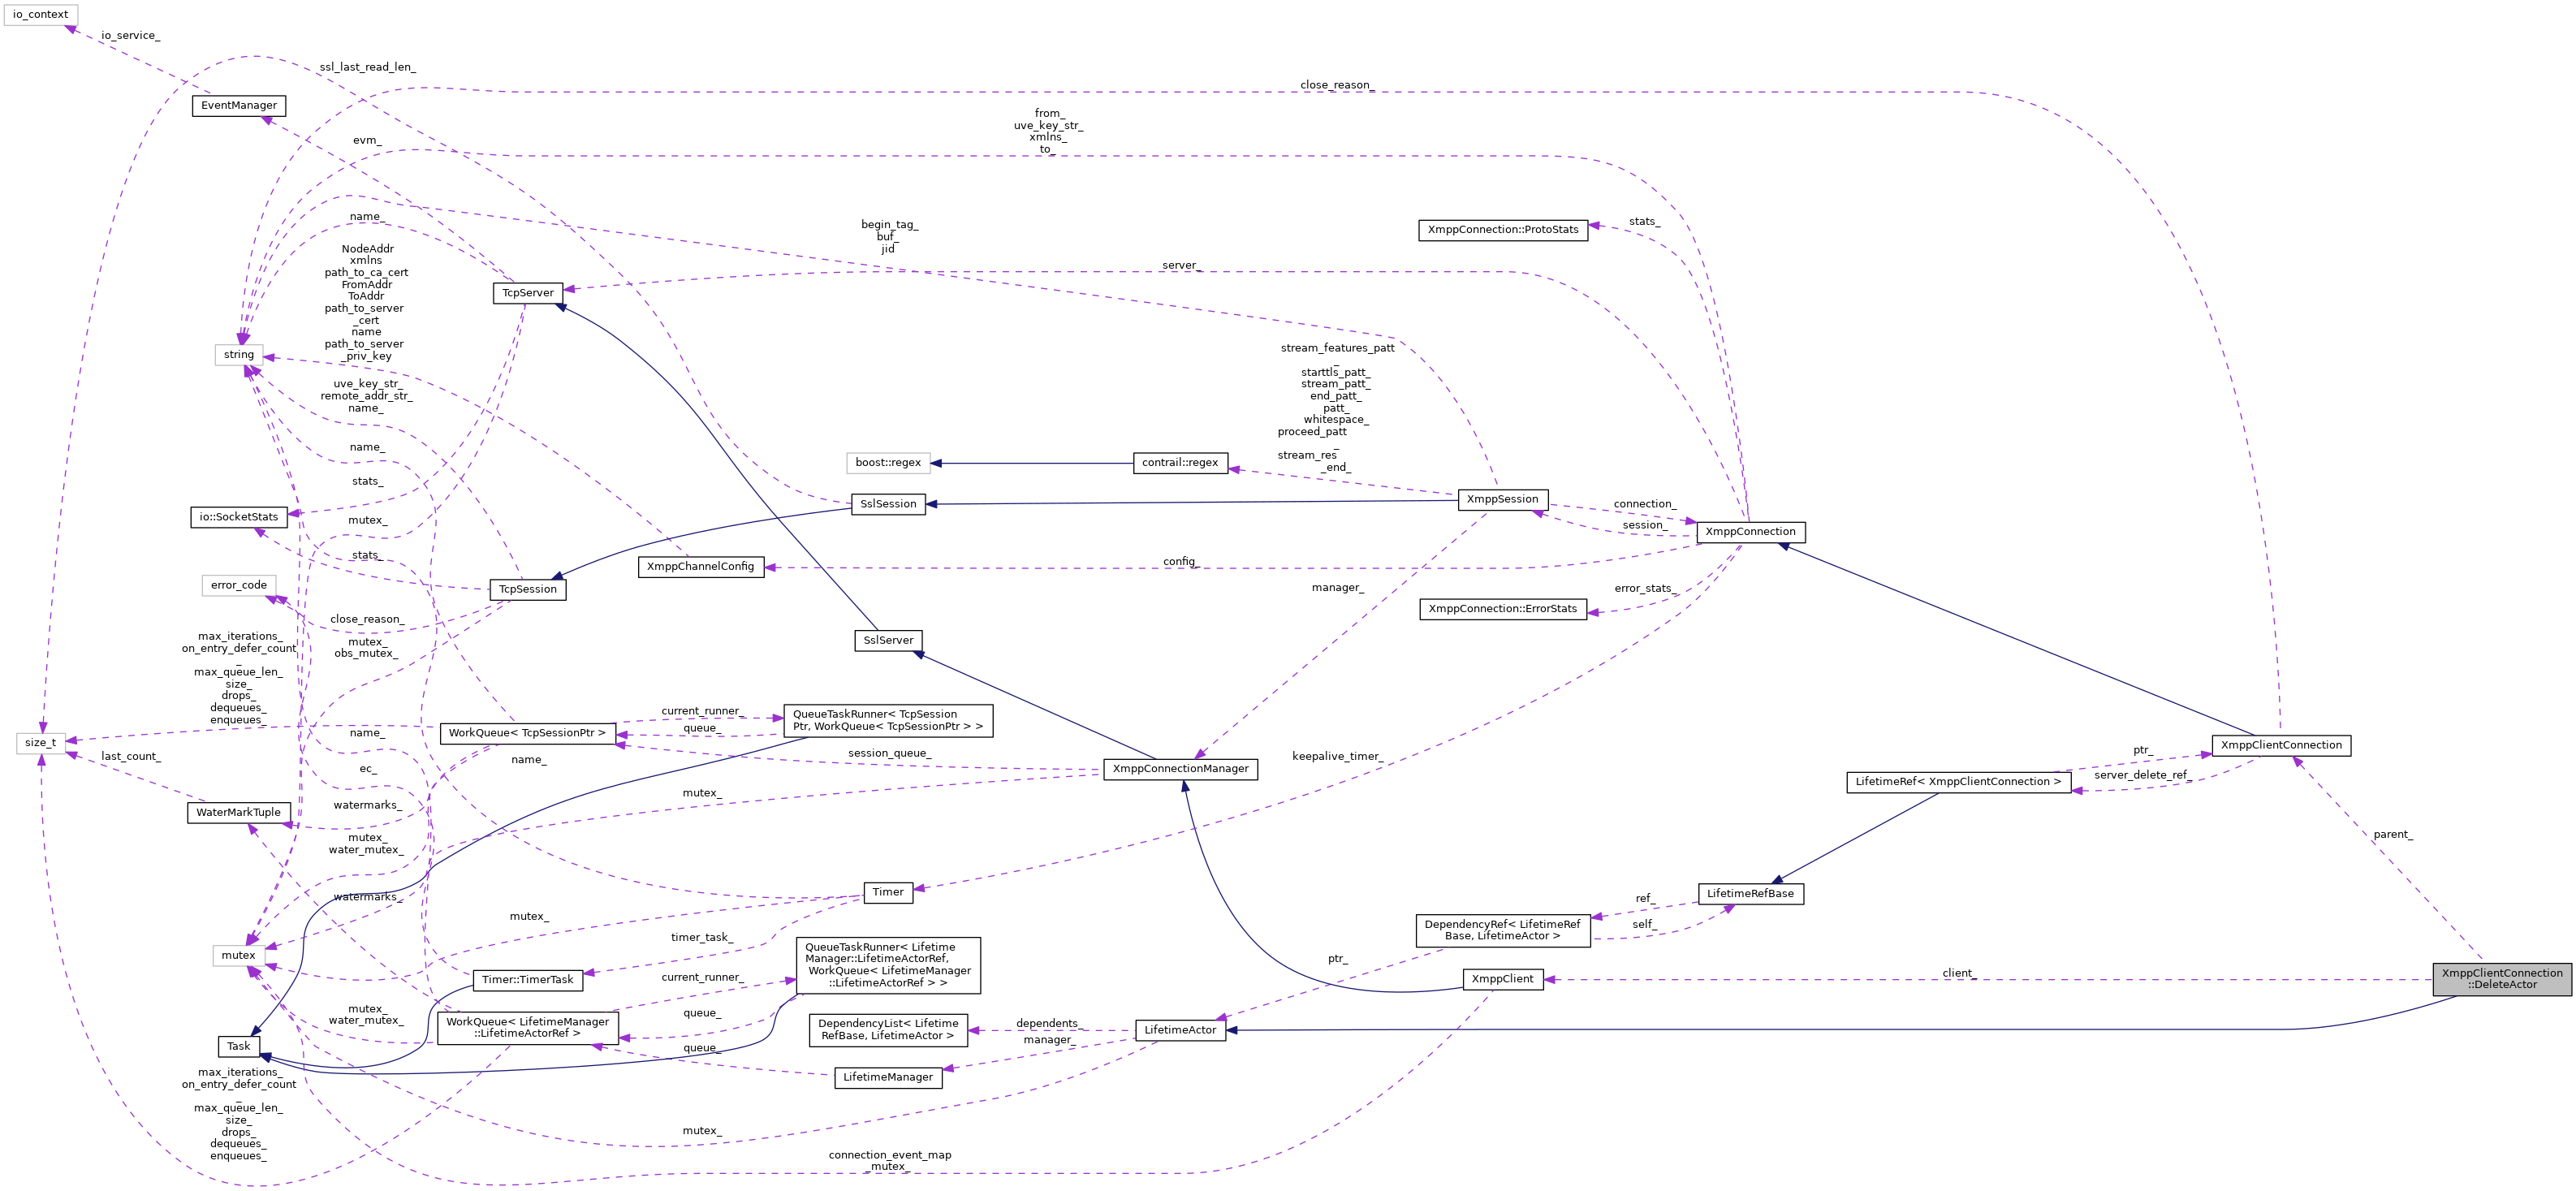 io_context
io_service_
ssl_last_read_len_
close_reason_
EventManager
from_
uve_key_str_
xmlns_
to_
evm_
name_
begin_tag_
buf_
jid
stats_
XmppConnection::ProtoStats
NodeAddr
xmlns
path_to_ca_cert
FromAddr
ToAddr
path_to_server
_cert
name
path_to_server
_priv_key
server_
TcpServer
string
stream_features_patt
_
starttls_patt_
stream_patt_
end_patt_
patt_
whitespace_
proceed_patt
_
stream_res
_end_
uve_key_str_
remote_addr_str_
name_
name_
boost::regex
contrail::regex
stats_
SslSession
XmppSession
connection_
session_
io::SocketStats
mutex_
XmppConnection
stats_
XmppChannelConfig
config_
manager_
error_code
TcpSession
error_stats_
XmppConnection::ErrorStats
close_reason_
mutex_
obs_mutex_
SslServer
max_iterations_
on_entry_defer_count
_
max_queue_len_
size_
drops_
dequeues_
enqueues_
current_runner_
QueueTaskRunner< TcpSession
Ptr, WorkQueue< TcpSessionPtr > >
queue_
size_t
name_
WorkQueue< TcpSessionPtr >
session_queue_
keepalive_timer_
ptr_
XmppClientConnection
last_count_
name_
ec_
XmppConnectionManager
LifetimeRef< XmppClientConnection >
server_delete_ref_
mutex_
WaterMarkTuple
watermarks_
parent_
mutex_
water_mutex_
watermarks_
Timer
LifetimeRefBase
ref_
mutex_
DependencyRef< LifetimeRef
Base, LifetimeActor >
self_
timer_task_
mutex
QueueTaskRunner< Lifetime
Manager::LifetimeActorRef,
WorkQueue< LifetimeManager
::LifetimeActorRef > >
ptr_
Timer::TimerTask
current_runner_
XmppClient
client_
XmppClientConnection
::DeleteActor
mutex_
water_mutex_
WorkQueue< LifetimeManager
::LifetimeActorRef >
queue_
DependencyList< Lifetime
RefBase, LifetimeActor >
dependents_
LifetimeActor
manager_
Task
queue_
LifetimeManager
max_iterations_
on_entry_defer_count
_
max_queue_len_
size_
drops_
dequeues_
enqueues_
mutex_
connection_event_map
_mutex_